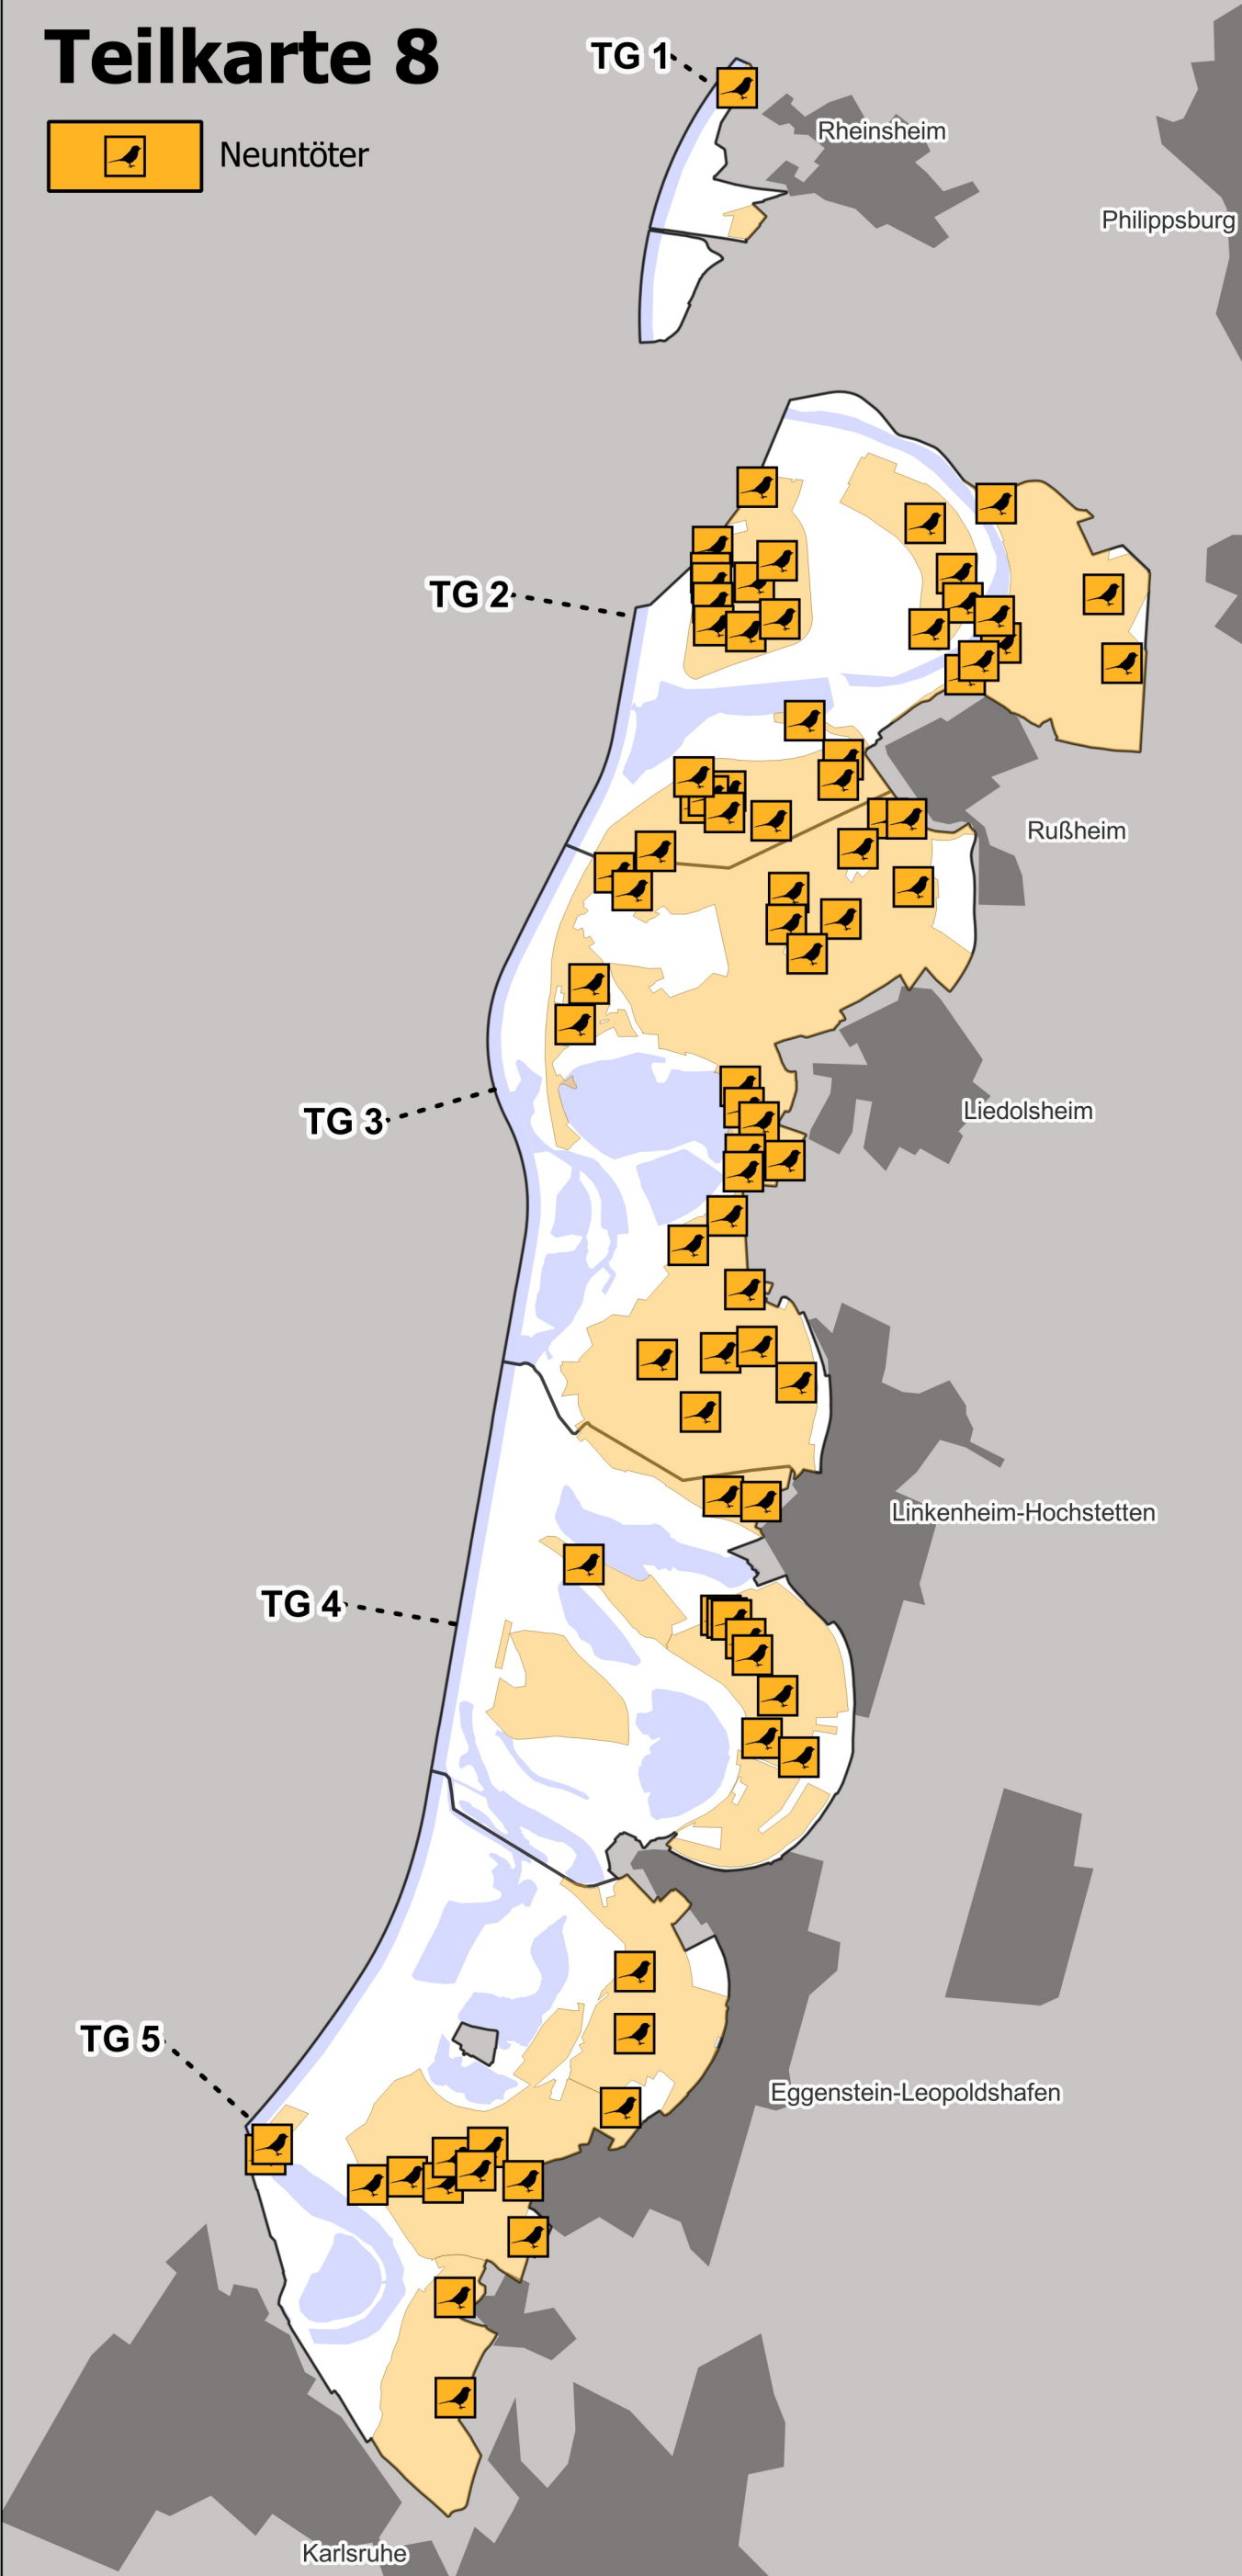 Teilkarte 8
TG 1
Neuntöter
Rheinsheim
Philippsburg
TG 2
Rußheim
TG 3
Liedolsheim
Linkenheim-Hochstetten
TG 4
TG 5
Eggenstein-Leopoldshafen
Karlsruhe